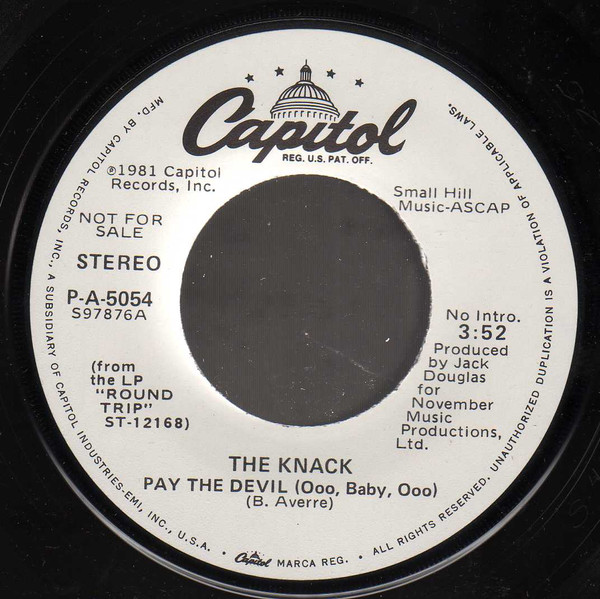 Capitol
REG. U.S. PAT. OFF.
℗1981 Capitol
Records, Inc.
Small Hill
Music-ASCAP
NOT FOR
SALE
STEREO
P-A-5054
S97876A
No Intro.
3:52
Produced
by Jack
Douglas
for
November
Music
Productions,
Ltd.
(from
the LP
"ROUND
TRIP"
ST-12168)
THE KNACK
PAY THE DEVIL (Ooo, Baby, Ooo)
(B. Averre)
MFD. BY CAPITOL RECORDS, INC., A SUBSIDIARY OF CAPITOL INDUSTRIES-EMI, INC., U.S.A. • Capitol MARCA REG. • ALL RIGHTS RESERVED. UNAUTHORIZED DUPLICATION IS A VIOLATION OF APPLICABLE LAWS.